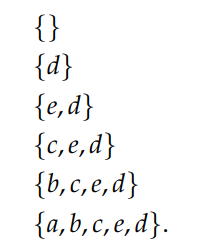 {}
{d}
{e, d}
{c, e, d}
{b, c, e, d}
{a, b, c, e, d}.